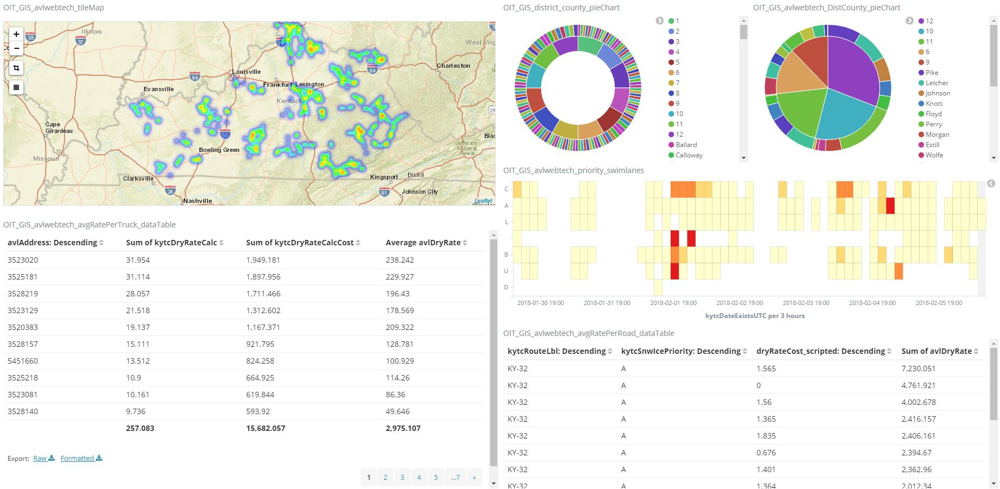 OIT_GIS_avlwebtech_tileMap
+
−
Illinois
55
57
71
West Virg
64
Louisville
Evansville
Frankfort
Lexington
Kentuck
Charleston
64
Cape
Girardeau
66
Bowling Green
Missouri
Jefferson
National
Forest
Clarksville
24
Nashville
Kingsport
Bristol
81
Johnson City
Leaflet
OIT_GIS_avlwebtech_avgRatePerTruck_dataTable
avlAddress: Descending Sum of kytcDryRateCalc Sum of kytcDryRateCalcCost Average avlDryRate
3523020 31.954 1,949.181 238.242
3525181 31.114 1,897.956 229.927
3528219 28.057 1,711.466 196.43
3523129 21.518 1,312.602 178.569
3520383 19.137 1,167.371 209.322
3528157 15.111 921.795 128.781
5451660 13.512 824.258 100.929
3525218 10.9 664.925 114.26
3523081 10.161 619.844 86.36
3528140 9.736 593.92 49.646
257.083 15,682.057 2,975.107
Export: Raw Formatted
1 2 3 4 5 ...7 »
OIT_GIS_district_county_pieChart
1
2
3
4
5
6
7
8
9
10
11
12
Ballard
Calloway
OIT_GIS_avlwebtech_DistCounty_pieChart
12
10
11
6
9
Pike
Letcher
Johnson
Knott
Floyd
Perry
Morgan
Estill
Wolfe
OIT_GIS_avlwebtech_priority_swimlanes
C
A
L
B
U
D
2018-01-30 19:00 2018-01-31 19:00 2018-02-01 19:00 2018-02-02 19:00 2018-02-03 19:00 2018-02-04 19:00 2018-02-05 19:00
kytcDateExistsUTC per 3 hours
OIT_GIS_avlwebtech_avgRatePerRoad_dataTable
kytcRouteLbl: Descending kytcSnwIcePriority: Descending dryRateCost_scripted: Descending Sum of avlDryRate
KY-32 A 1.565 7,230.051
KY-32 A 0 4,761.921
KY-32 A 1.56 4,002.678
KY-32 A 1.365 2,416.157
KY-32 A 1.835 2,406.161
KY-32 A 0.676 2,394.67
KY-32 A 1.401 2,362.96
KY-32 A 1.364 2,012.34